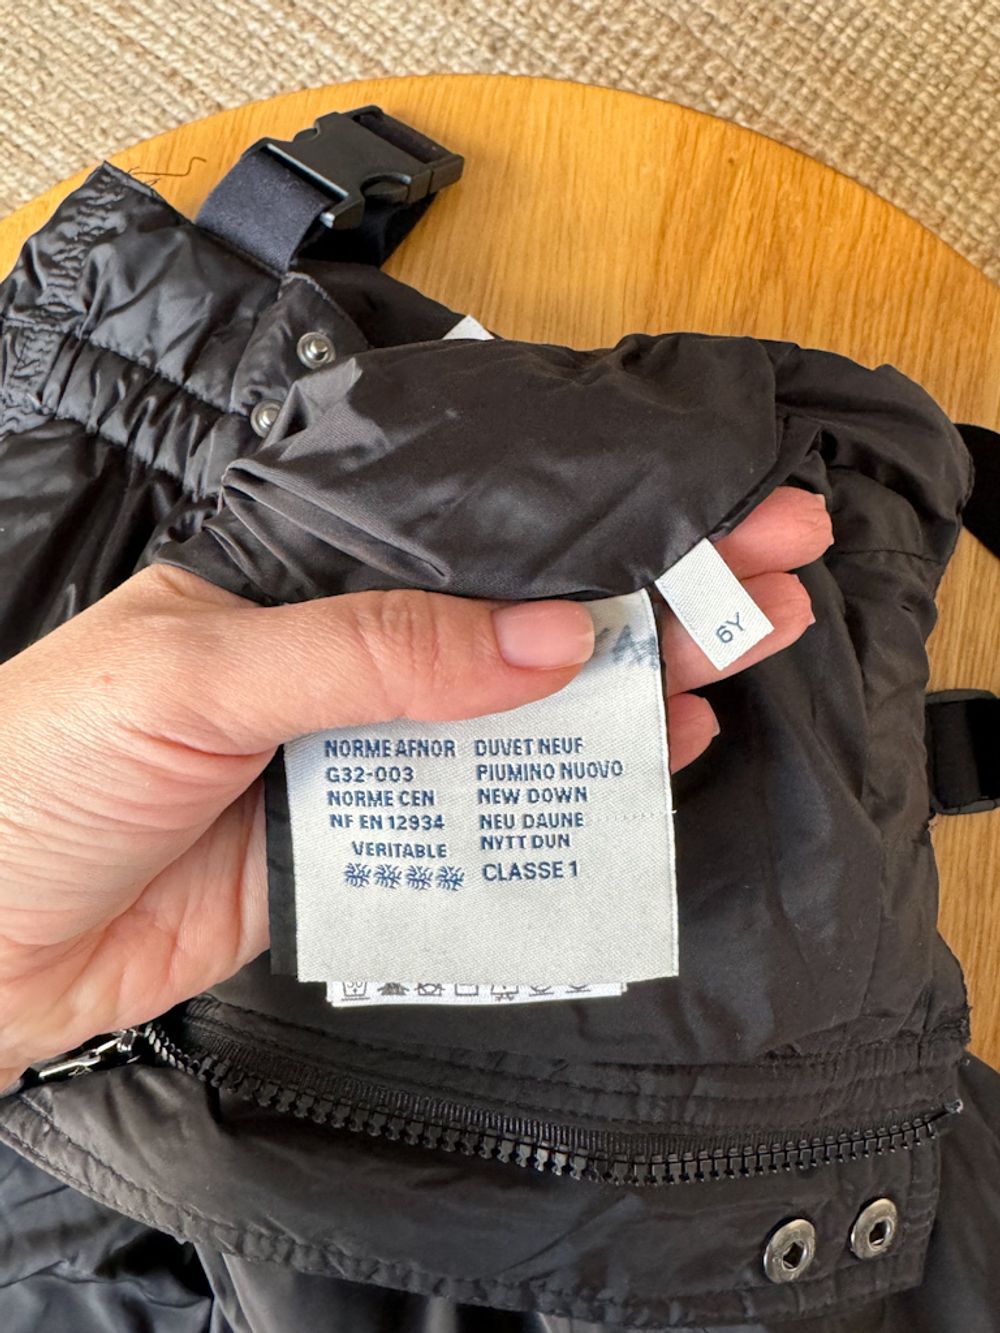 6Y
NORME AFNOR
G32-003
NORME CEN
NF EN 12934
VERITABLE
DUVET NEUF
PIUMINO NUOVO
NEW DOWN
NEU DAUNE
NYTT DUN
CLASSE 1